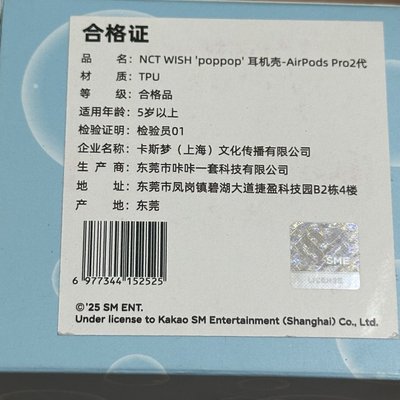 合格证
品 名：NCT WISH 'poppop' 耳机壳-AirPods Pro2代
材 质：TPU
等 级：合格品
适用年龄：5岁以上
检验证明：检验员01
企业名称：卡斯梦（上海）文化传播有限公司
生 产 商：东莞市咔咔一套科技有限公司
地 址：东莞市凤岗镇碧湖大道捷盈科技园B2栋4楼
产 地：东莞
6 977344 152525
SME
LICENSE
©'25 SM ENT.
Under license to Kakao SM Entertainment (Shanghai) Co., Ltd.